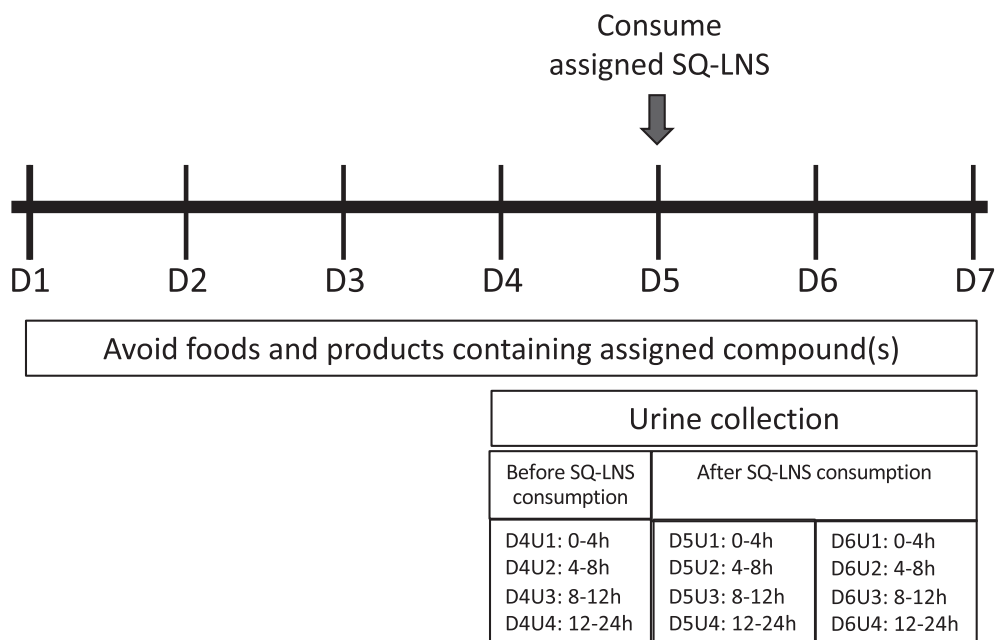 Consume
assigned SQ-LNS
D1 D2 D3 D4 D5 D6 D7
Avoid foods and products containing assigned compound(s)
Urine collection
Before SQ-LNS
consumption
After SQ-LNS consumption
D4U1: 0-4h
D4U2: 4-8h
D4U3: 8-12h
D4U4: 12-24h
D5U1: 0-4h
D5U2: 4-8h
D5U3: 8-12h
D5U4: 12-24h
D6U1: 0-4h
D6U2: 4-8h
D6U3: 8-12h
D6U4: 12-24h